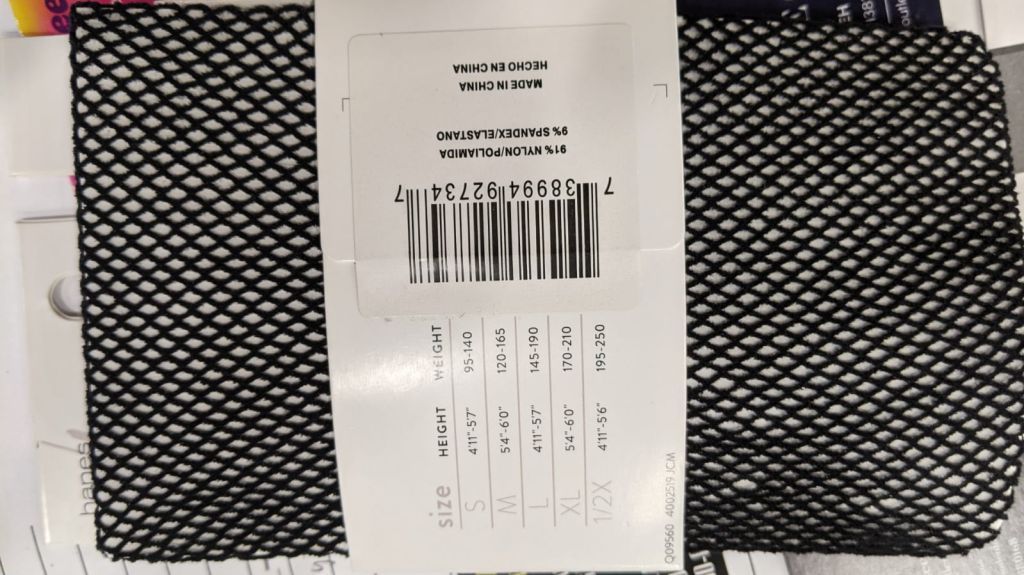 MADE IN CHINA
HECHO EN CHINA
91% NYLON/POLIAMIDA
9% SPANDEX/ELASTANO
7 38994 92734 7
size HEIGHT WEIGHT
S 4'11"-5'7" 95-140
M 5'4"-6'0" 120-165
L 4'11"-5'7" 145-190
XL 5'4"-6'0" 170-210
1/2X 4'11"-5'6" 195-250
Q09560 4002519 JCM
hanes